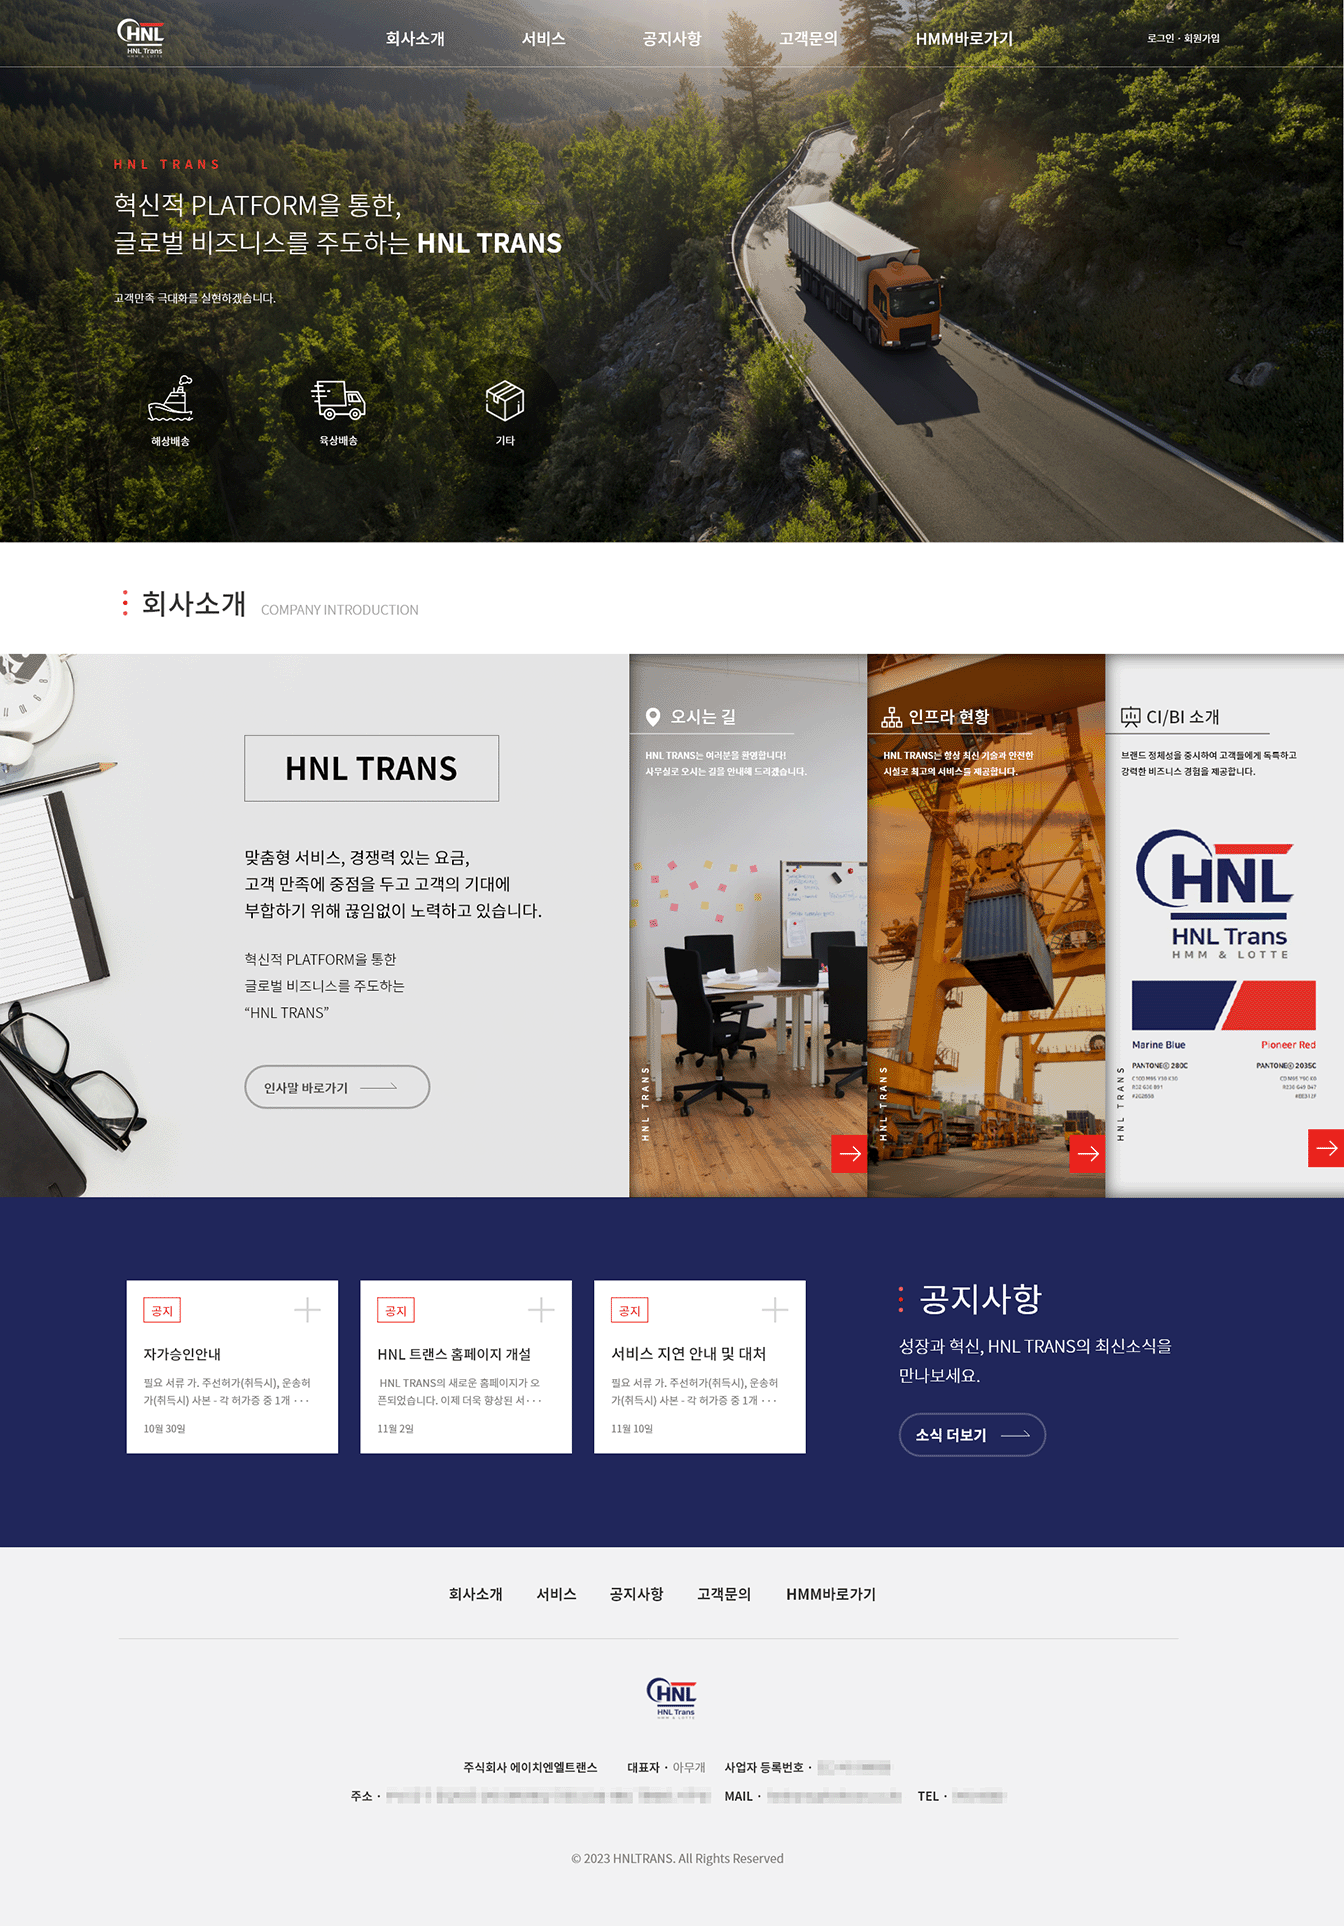 HNL
HNL Trans
HMM & LOTTE
회사소개 서비스 공지사항 고객문의 HMM바로가기
로그인 · 회원가입
HNL TRANS
혁신적 PLATFORM을 통한,
글로벌 비즈니스를 주도하는 HNL TRANS
고객만족 극대화를 실현하겠습니다.
해상배송 육상배송 기타
회사소개 COMPANY INTRODUCTION
HNL TRANS
맞춤형 서비스, 경쟁력 있는 요금,
고객 만족에 중점을 두고 고객의 기대에
부합하기 위해 끊임없이 노력하고 있습니다.
혁신적 PLATFORM을 통한
글로벌 비즈니스를 주도하는
“HNL TRANS”
인사말 바로가기
오시는 길
HNL TRANS는 여러분을 환영합니다!
사무실로 오시는 길을 안내해 드리겠습니다.
HNL TRANS
인프라 현황
HNL TRANS는 항상 최신 기술과 안전한
시설로 최고의 서비스를 제공합니다.
HNL TRANS
CI/BI 소개
브랜드 정체성을 중시하여 고객들에게 독특하고
강력한 비즈니스 경험을 제공합니다.
HNL
HNL Trans
HMM & LOTTE
Marine Blue Pioneer Red
PANTONE© 280C PANTONE© 2035C
HNL TRANS
공지
자가승인안내
필요 서류 가. 주선허가(취득시), 운송허
가(취득시) 사본 - 각 허가증 중 1개 ···
10월 30일
공지
HNL 트랜스 홈페이지 개설
HNL TRANS의 새로운 홈페이지가 오
픈되었습니다. 이제 더욱 향상된 서···
11월 2일
공지
서비스 지연 안내 및 대처
필요 서류 가. 주선허가(취득시), 운송허
가(취득시) 사본 - 각 허가증 중 1개 ···
11월 10일
공지사항
성장과 혁신, HNL TRANS의 최신소식을
만나보세요.
소식 더보기
회사소개 서비스 공지사항 고객문의 HMM바로가기
HNL
HNL Trans
HMM & LOTTE
주식회사 에이치엔엘트랜스 대표자 · 아무개 사업자 등록번호 ·
주소 · MAIL · TEL ·
© 2023 HNLTRANS. All Rights Reserved